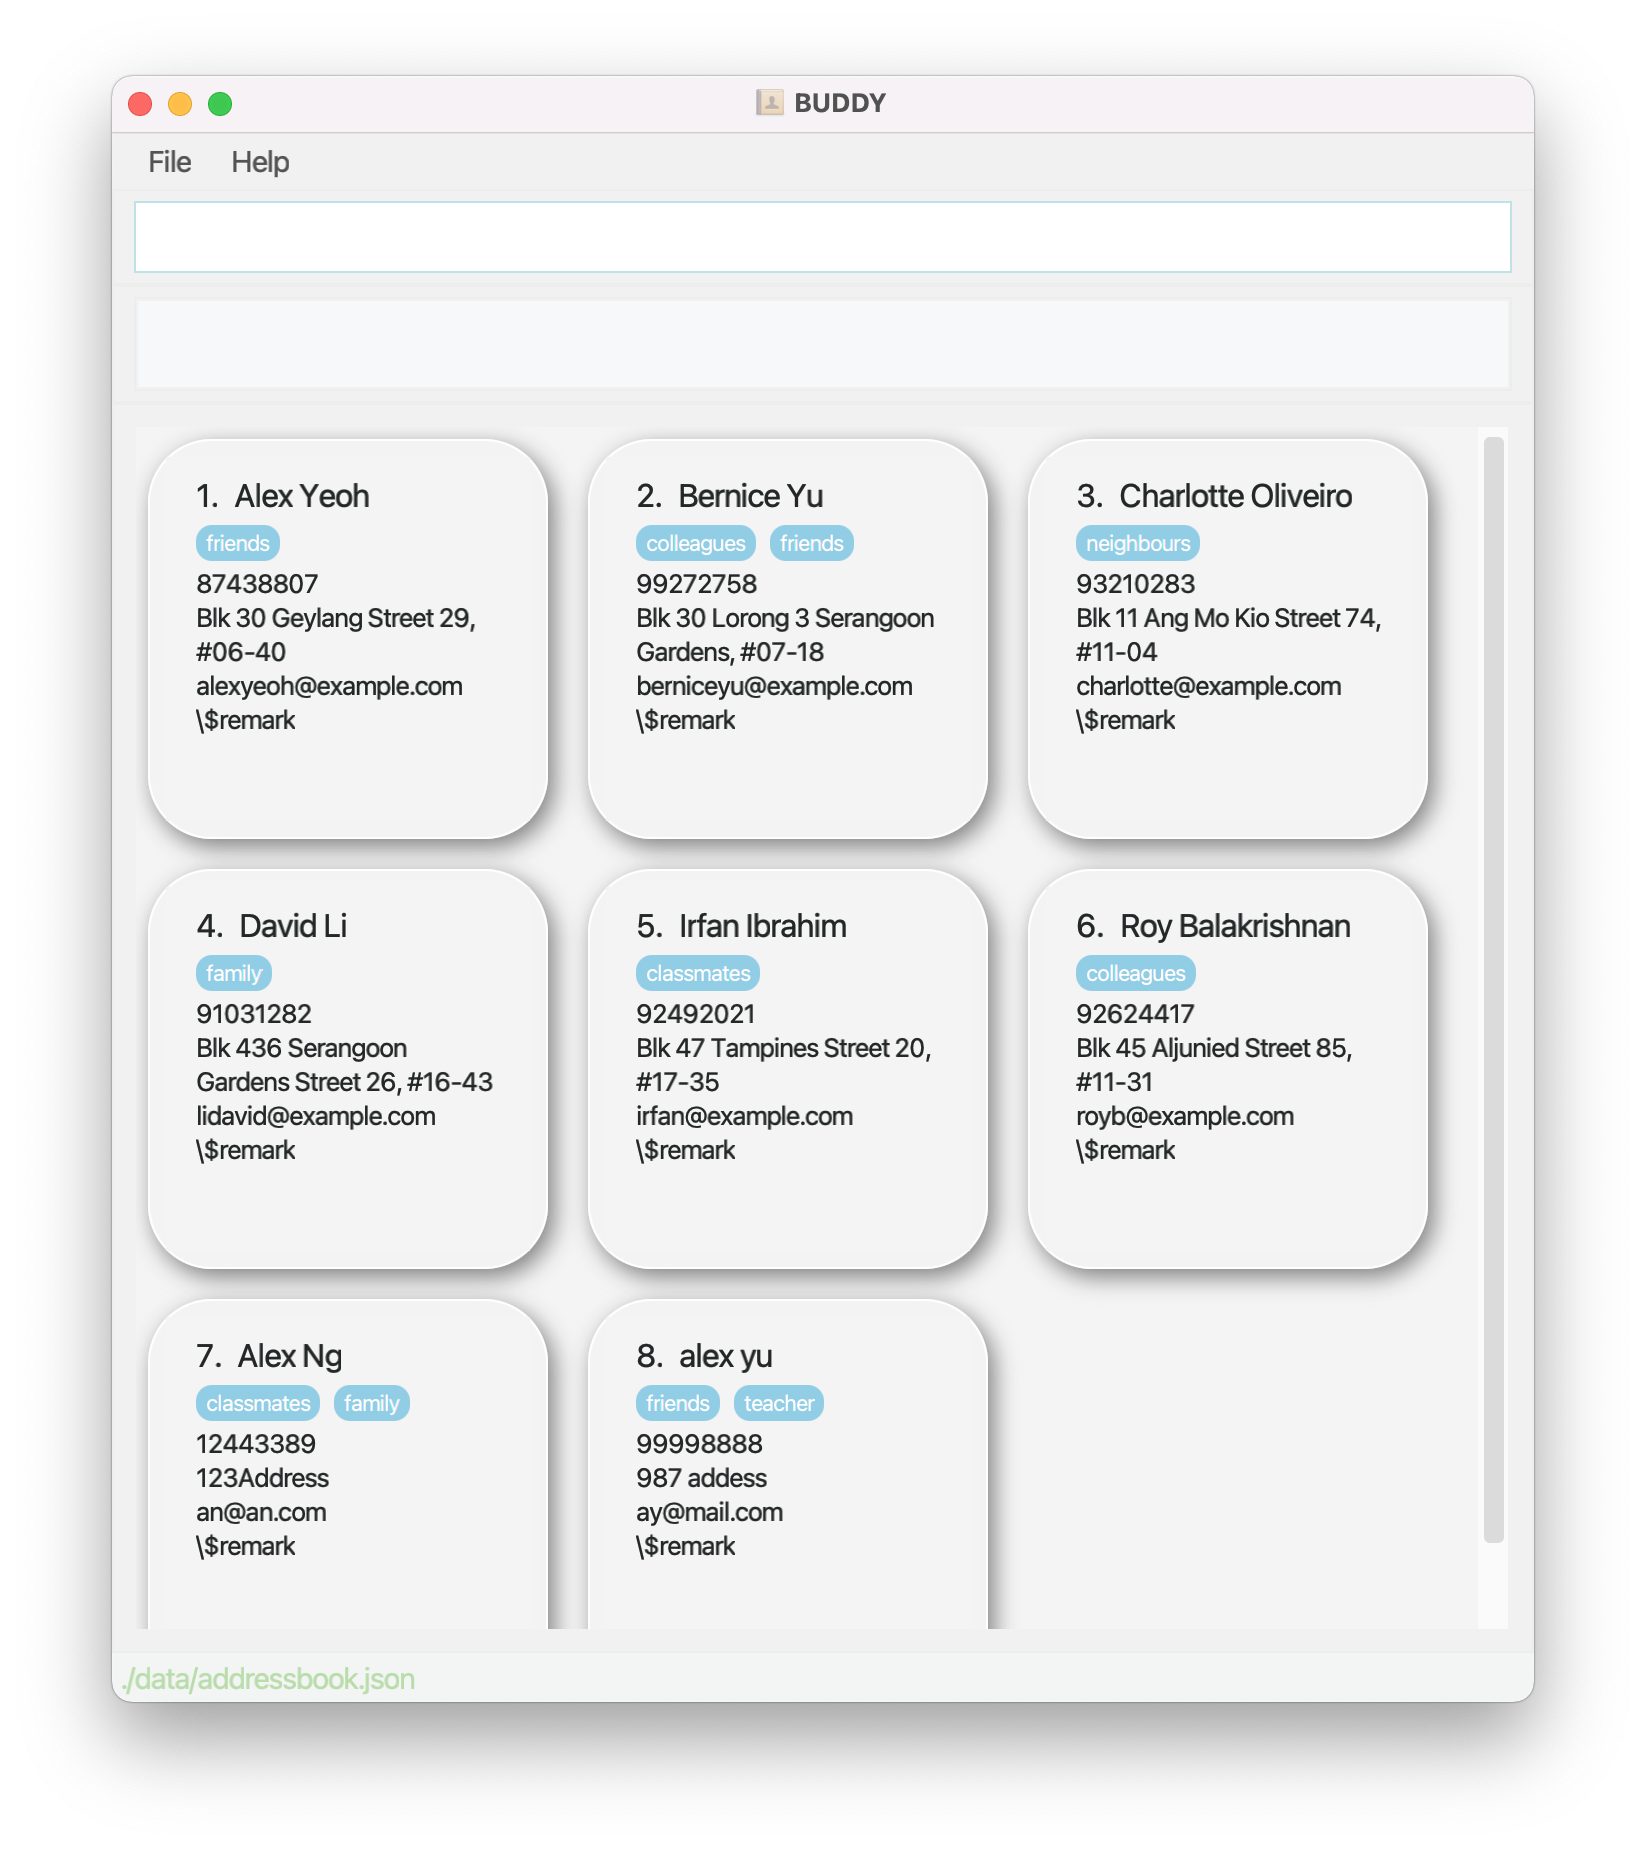 BUDDY
File Help
1. Alex Yeoh
friends
87438807
Blk 30 Geylang Street 29,
#06-40
alexyeoh@example.com
\$remark
2. Bernice Yu
colleagues friends
99272758
Blk 30 Lorong 3 Serangoon
Gardens, #07-18
berniceyu@example.com
\$remark
3. Charlotte Oliveiro
neighbours
93210283
Blk 11 Ang Mo Kio Street 74,
#11-04
charlotte@example.com
\$remark
4. David Li
family
91031282
Blk 436 Serangoon
Gardens Street 26, #16-43
lidavid@example.com
\$remark
5. Irfan Ibrahim
classmates
92492021
Blk 47 Tampines Street 20,
#17-35
irfan@example.com
\$remark
6. Roy Balakrishnan
colleagues
92624417
Blk 45 Aljunied Street 85,
#11-31
royb@example.com
\$remark
7. Alex Ng
classmates family
12443389
123Address
an@an.com
\$remark
8. alex yu
friends teacher
99998888
987 addess
ay@mail.com
\$remark
./data/addressbook.json